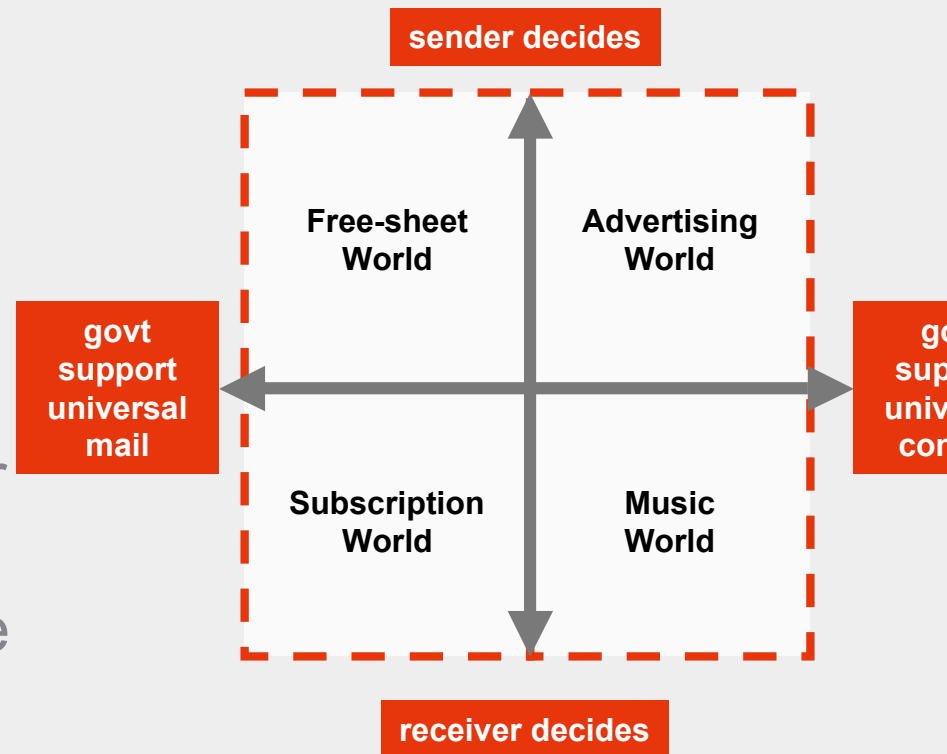 sender decides
Free-sheet
World
Advertising
World
govt
support
universal
mail
Subscription
World
Music
World
receiver decides